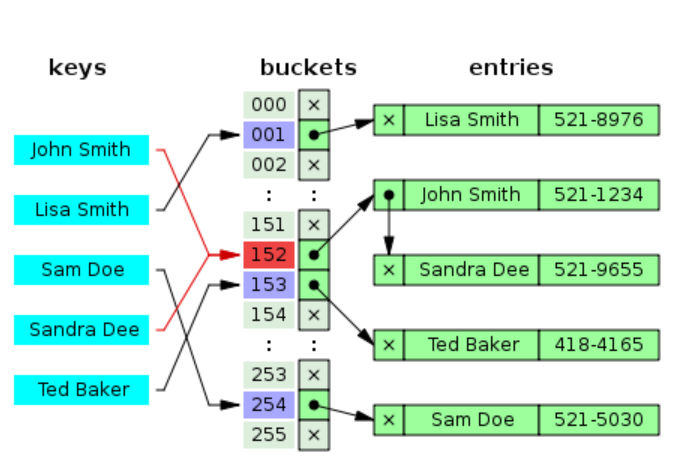 keys
buckets
entries
John Smith
Lisa Smith
Sam Doe
Sandra Dee
Ted Baker
000 ×
001
002 ×
: :
151 ×
152
153
154 ×
: :
253 ×
254
255 ×
× Lisa Smith 521-8976
John Smith 521-1234
× Sandra Dee 521-9655
× Ted Baker 418-4165
× Sam Doe 521-5030